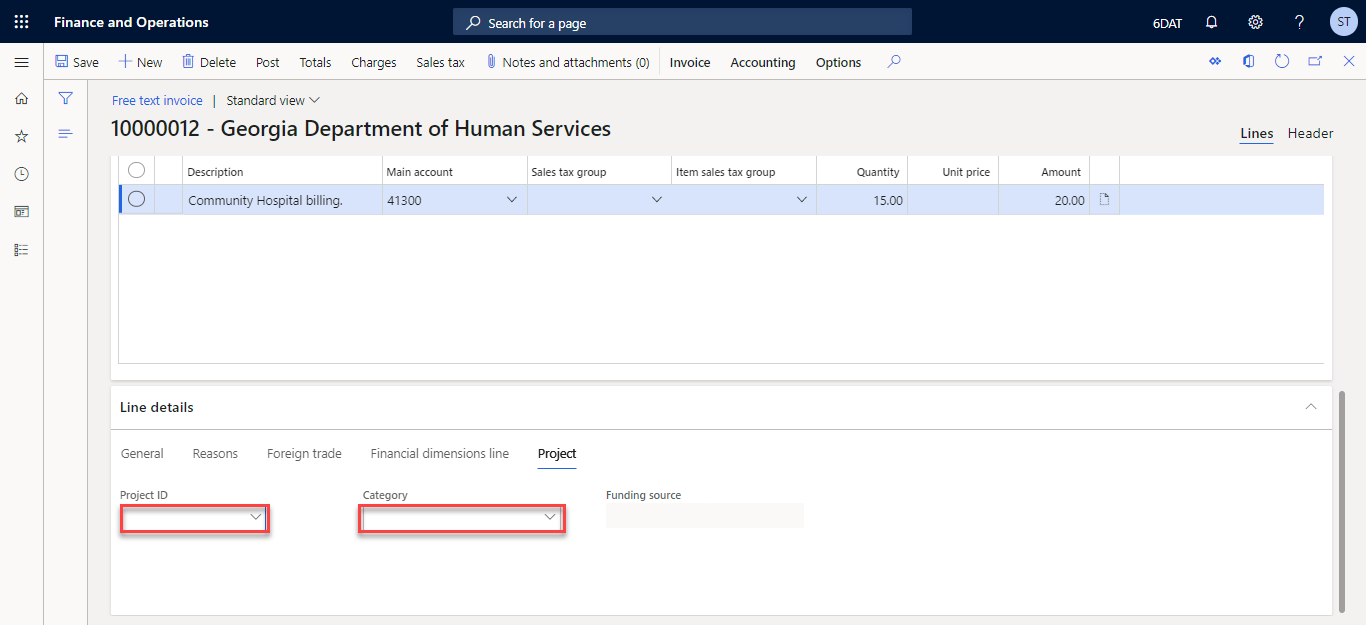 Finance and Operations Search for a page 6DAT ? ST
Save New Delete Post Totals Charges Sales tax Notes and attachments (0) Invoice Accounting Options
Free text invoice | Standard view
10000012 - Georgia Department of Human Services
Lines Header
Description Main account Sales tax group Item sales tax group Quantity Unit price Amount
Community Hospital billing. 41300 15.00 20.00
Line details
General Reasons Foreign trade Financial dimensions line Project
Project ID Category Funding source